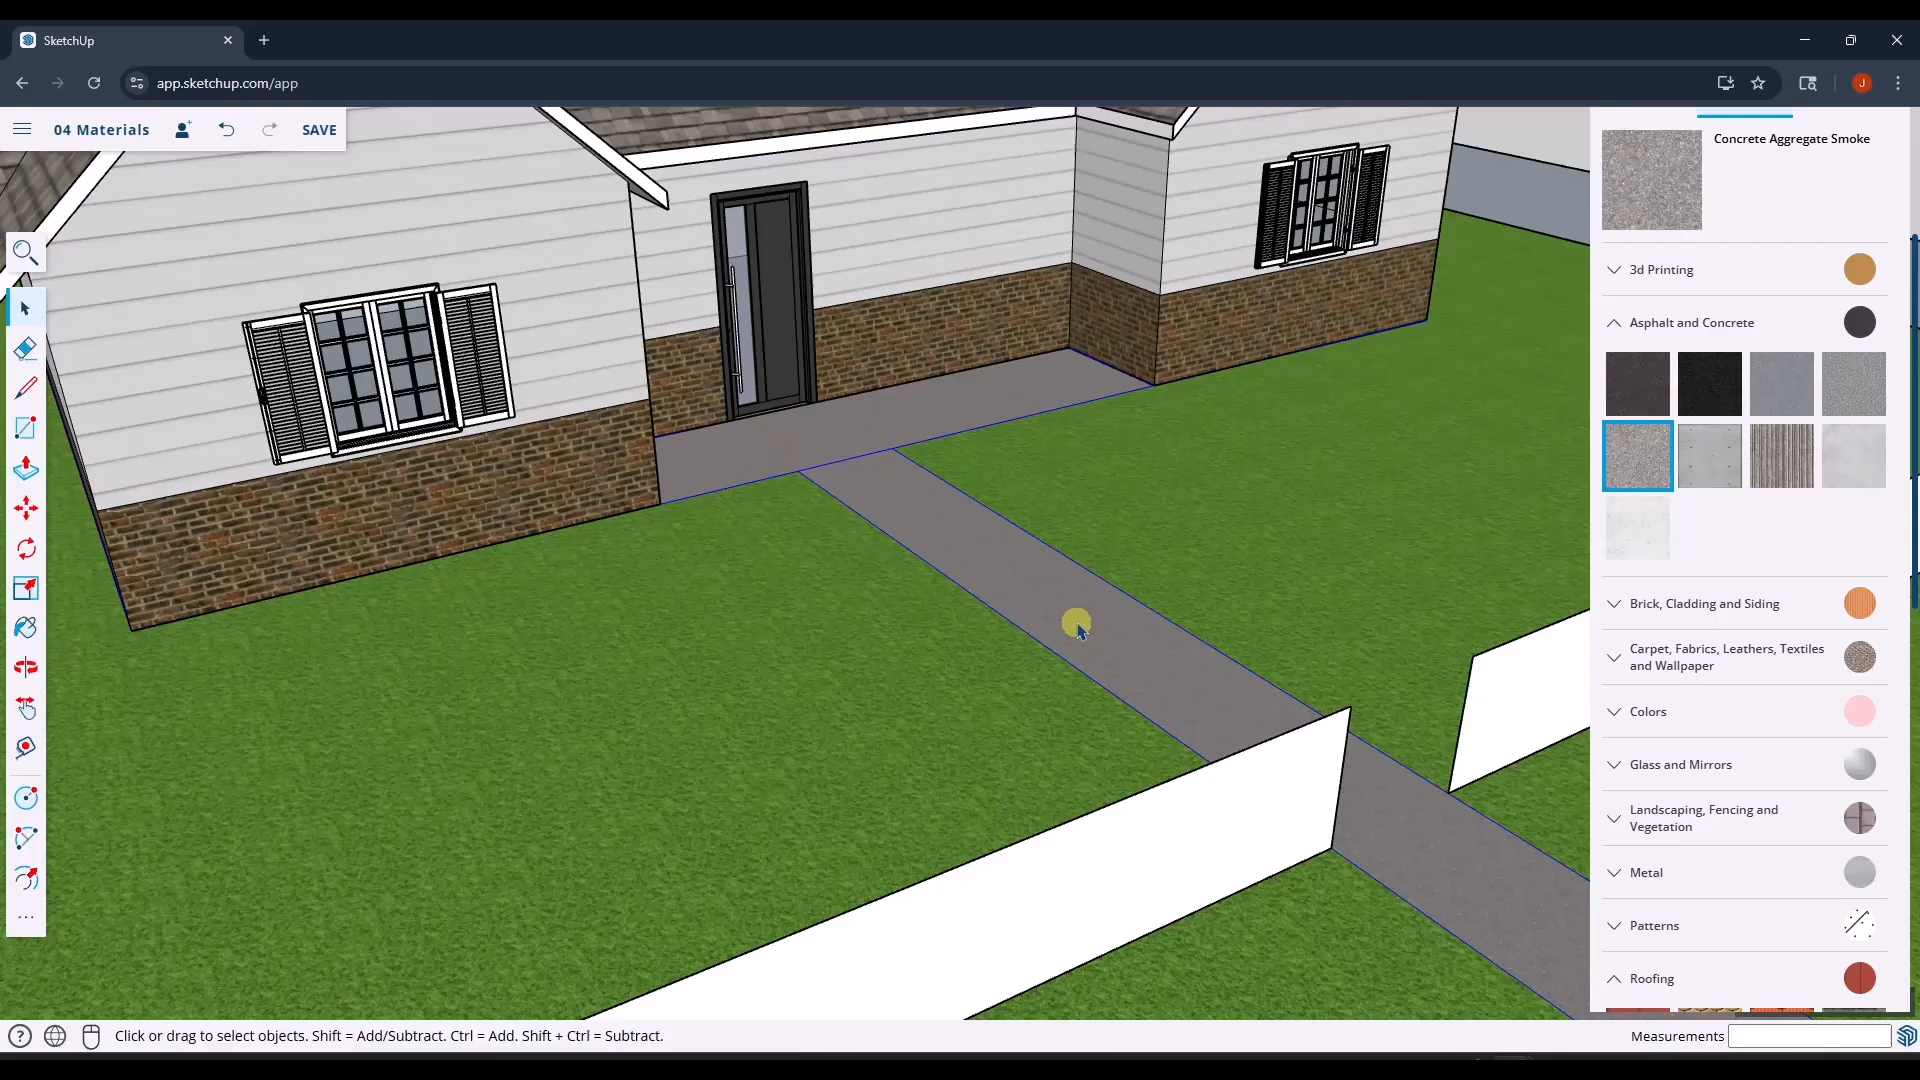 SketchUp
app.sketchup.com/app
J
04 Materials
SAVE
Concrete Aggregate Smoke
3d Printing
Asphalt and Concrete
Brick, Cladding and Siding
Carpet, Fabrics, Leathers, Textiles
and Wallpaper
Colors
Glass and Mirrors
Landscaping, Fencing and
Vegetation
Metal
Patterns
Roofing
Click or drag to select objects. Shift = Add/Subtract. Ctrl = Add. Shift + Ctrl = Subtract.
Measurements